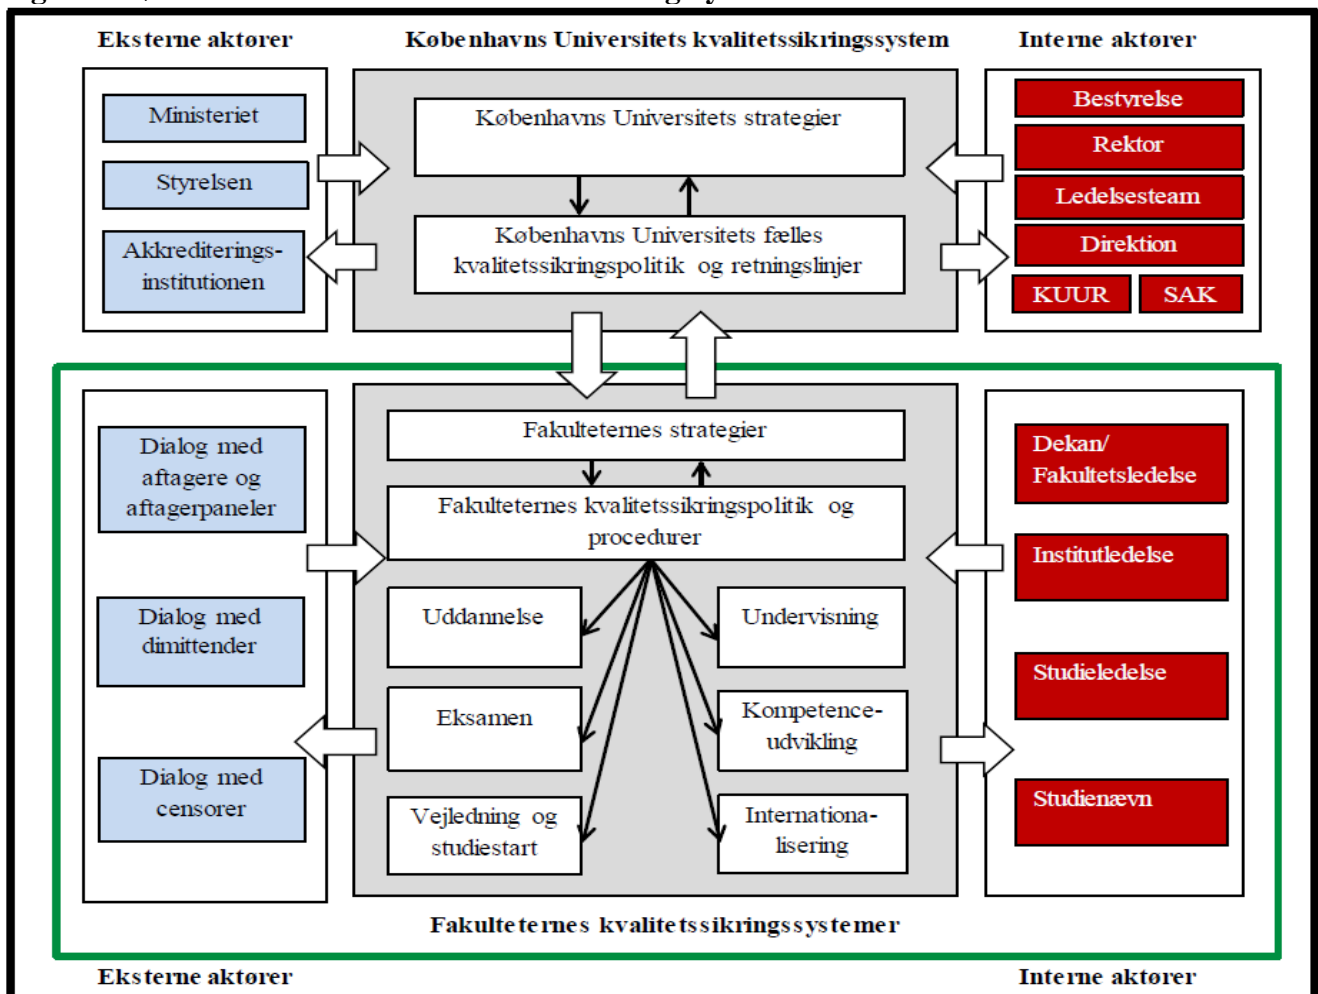 Eksterne aktører
Københavns Universitets kvalitetssikringssystem
Interne aktører
Ministeriet
Styrelsen
Akkrediterings-
institutionen
Københavns Universitets strategier
Københavns Universitets fælles
kvalitetssikringspolitik og retningslinjer
Bestyrelse
Rektor
Ledelsesteam
Direktion
KUUR
SAK
Dialog med
aftagere og
aftagerpaneler
Dialog med
dimittender
Dialog med
censorer
Fakulteternes strategier
Fakulteternes kvalitetssikringspolitik og
procedurer
Uddannelse
Undervisning
Eksamen
Kompetence-
udvikling
Vejledning og
studiestart
Internationa-
lisering
Dekan/
Fakultetsledelse
Institutledelse
Studieledelse
Studienævn
Fakulteternes kvalitetssikringssystemer
Eksterne aktører
Interne aktører